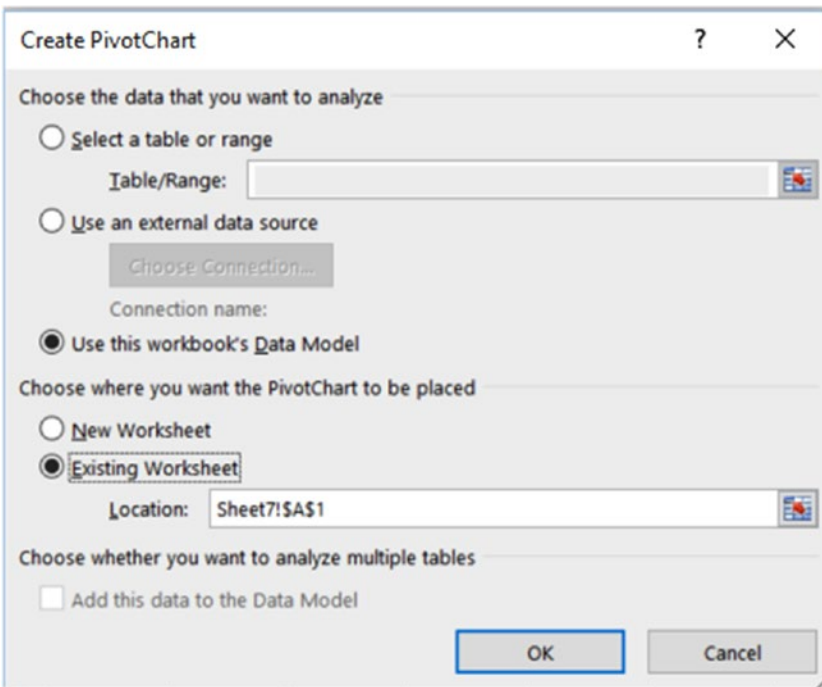 Create PivotChart ?
Choose the data that you want to analyze
Select a table or range
Table/Range:
Use an external data source
Choose Connection...
Connection name:
Use this workbook's Data Model
Choose where you want the PivotChart to be placed
New Worksheet
Existing Worksheet
Location: Sheet7!$A$1
Choose whether you want to analyze multiple tables
Add this data to the Data Model
OK Cancel